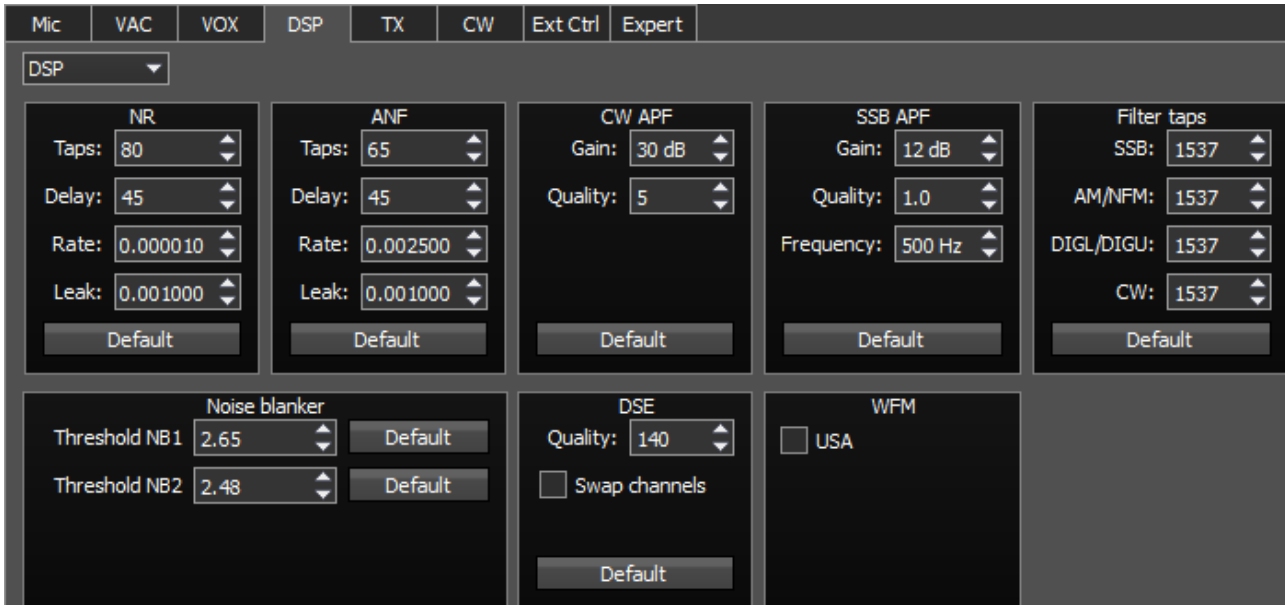 Mic VAC VOX DSP TX CW Ext Ctrl Expert
DSP
NR
Taps: 80
Delay: 45
Rate: 0.000010
Leak: 0.001000
Default
ANF
Taps: 65
Delay: 45
Rate: 0.002500
Leak: 0.001000
Default
CW APF
Gain: 30 dB
Quality: 5
Default
SSB APF
Gain: 12 dB
Quality: 1.0
Frequency: 500 Hz
Default
Filter taps
SSB: 1537
AM/NFM: 1537
DIGL/DIGU: 1537
CW: 1537
Default
Noise blanker
Threshold NB1 2.65 Default
Threshold NB2 2.48 Default
DSE
Quality: 140
Swap channels
Default
WFM
USA